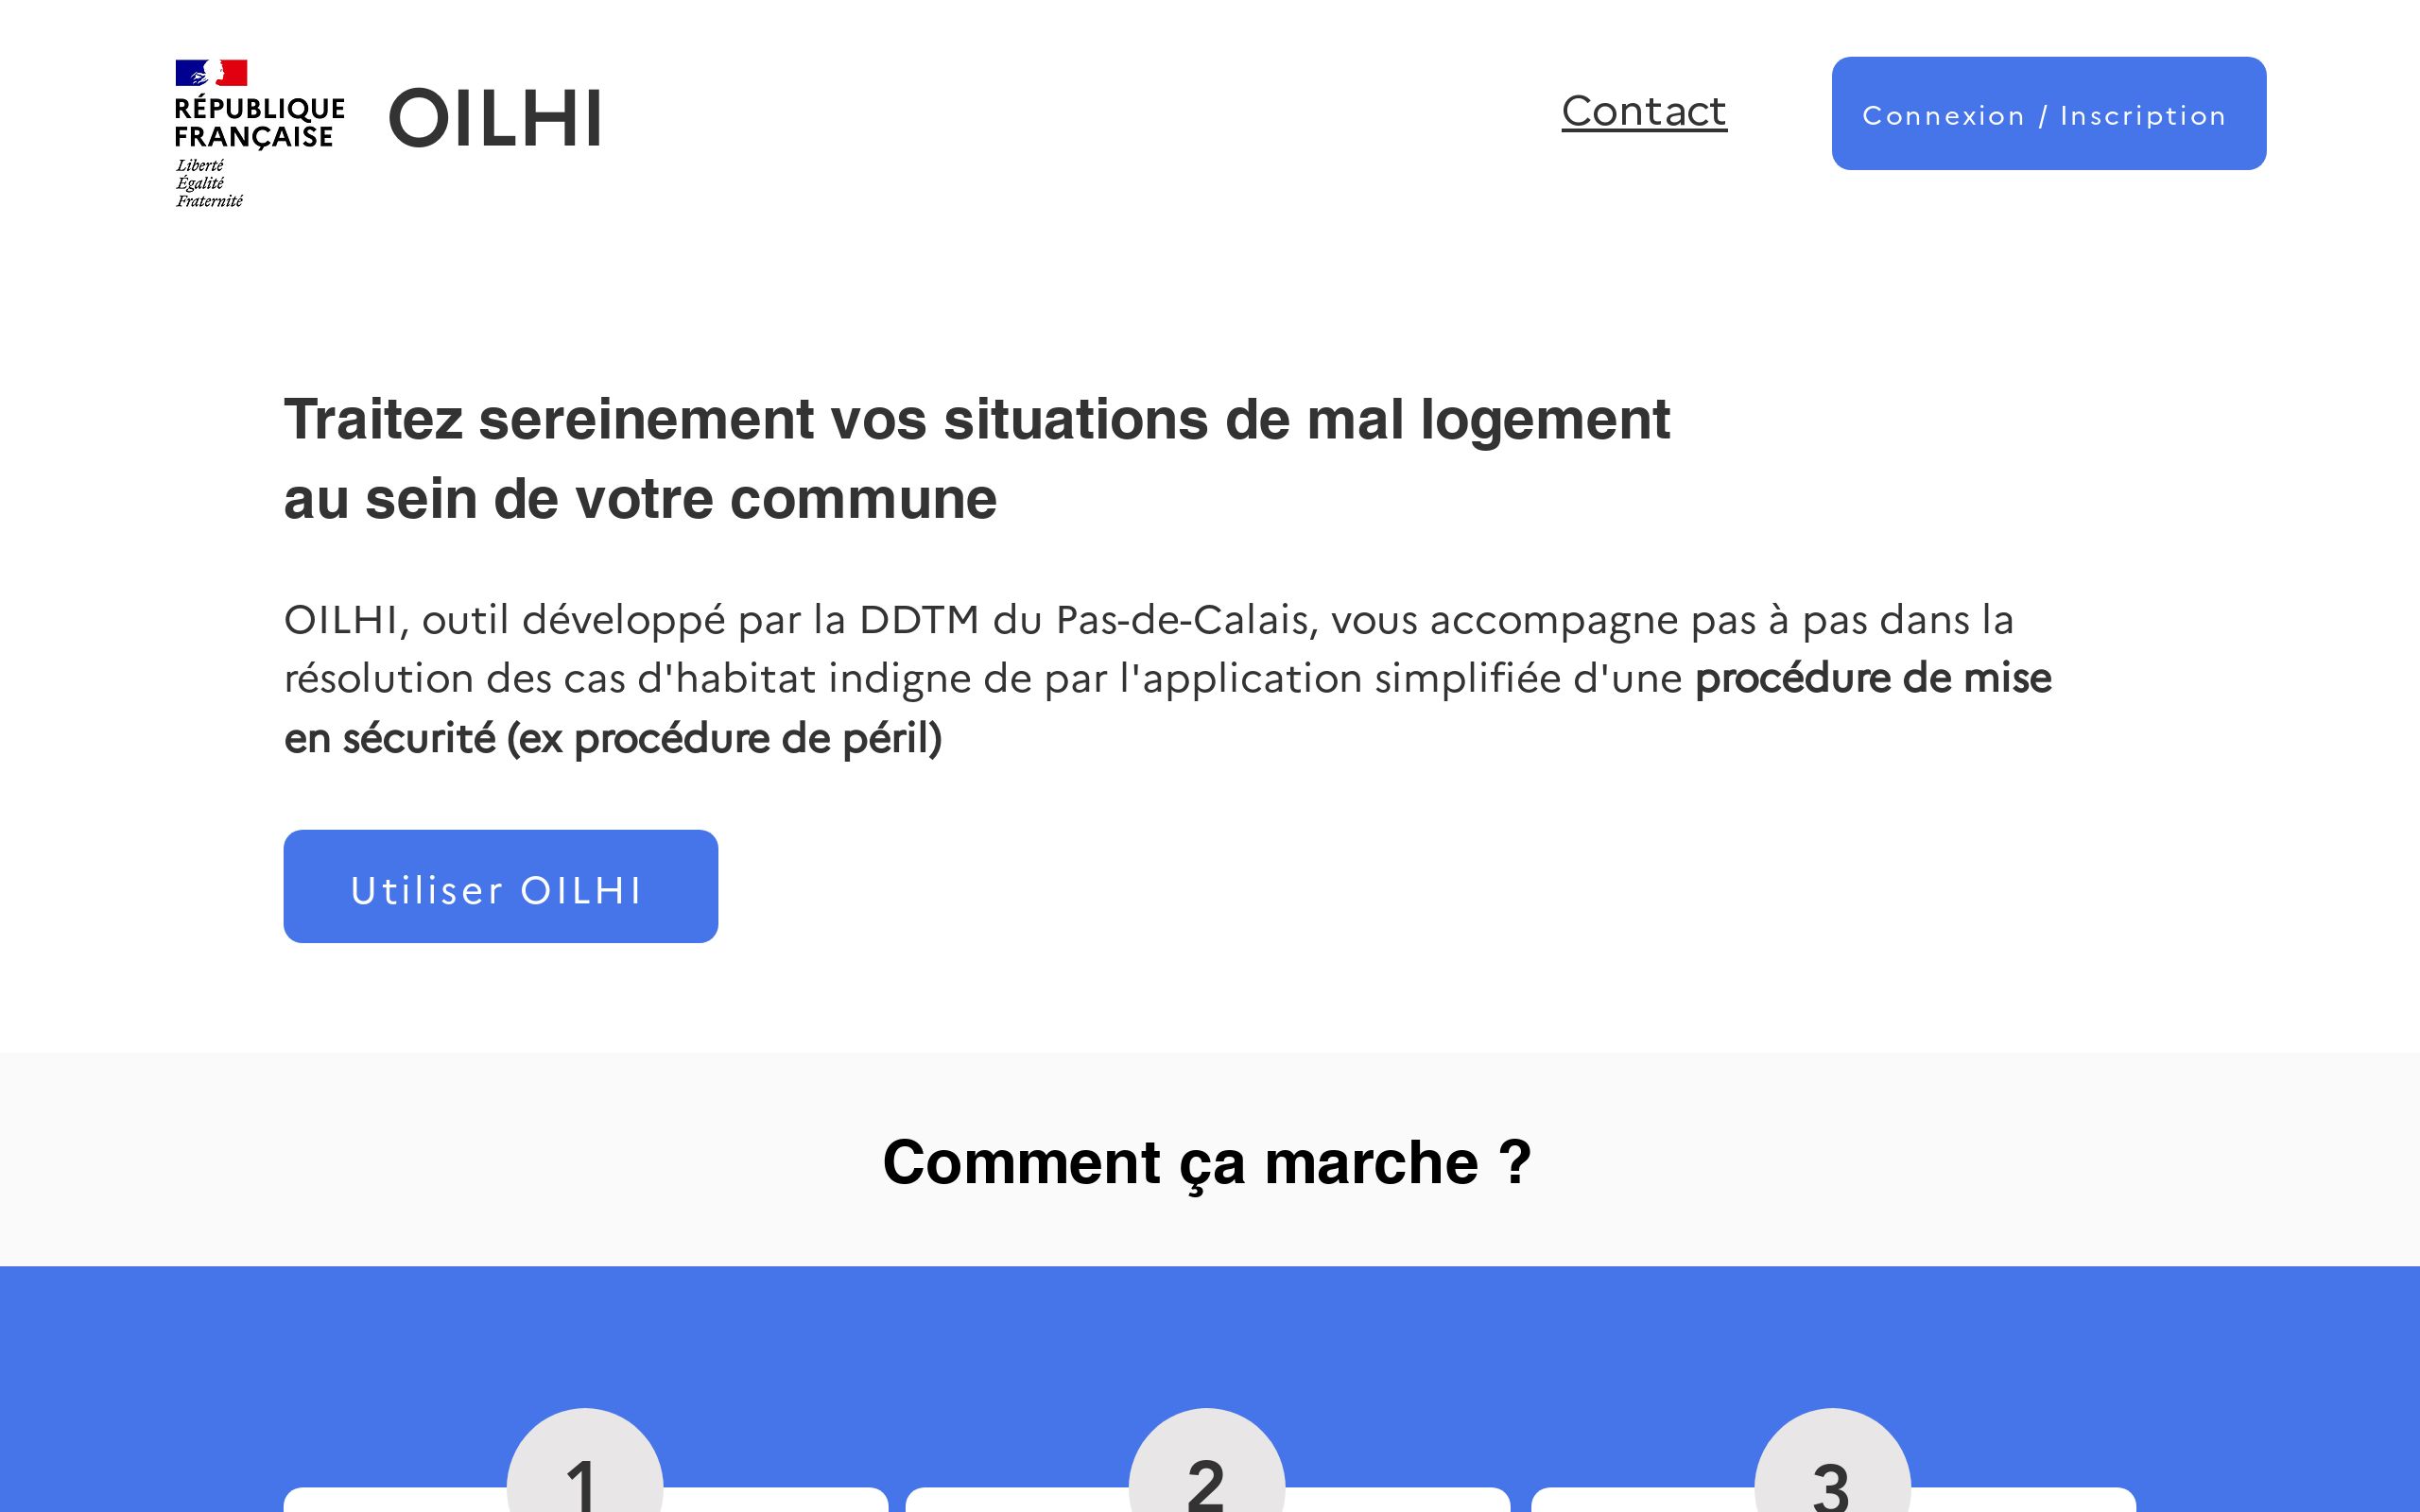 RÉPUBLIQUE
FRANÇAISE
Liberté
Égalité
Fraternité
OILHI
Contact
Connexion / Inscription
Traitez sereinement vos situations de mal logement
au sein de votre commune
OILHI, outil développé par la DDTM du Pas-de-Calais, vous accompagne pas à pas dans la
résolution des cas d'habitat indigne de par l'application simplifiée d'une procédure de mise
en sécurité (ex procédure de péril)
Utiliser OILHI
Comment ça marche ?
1
2
3